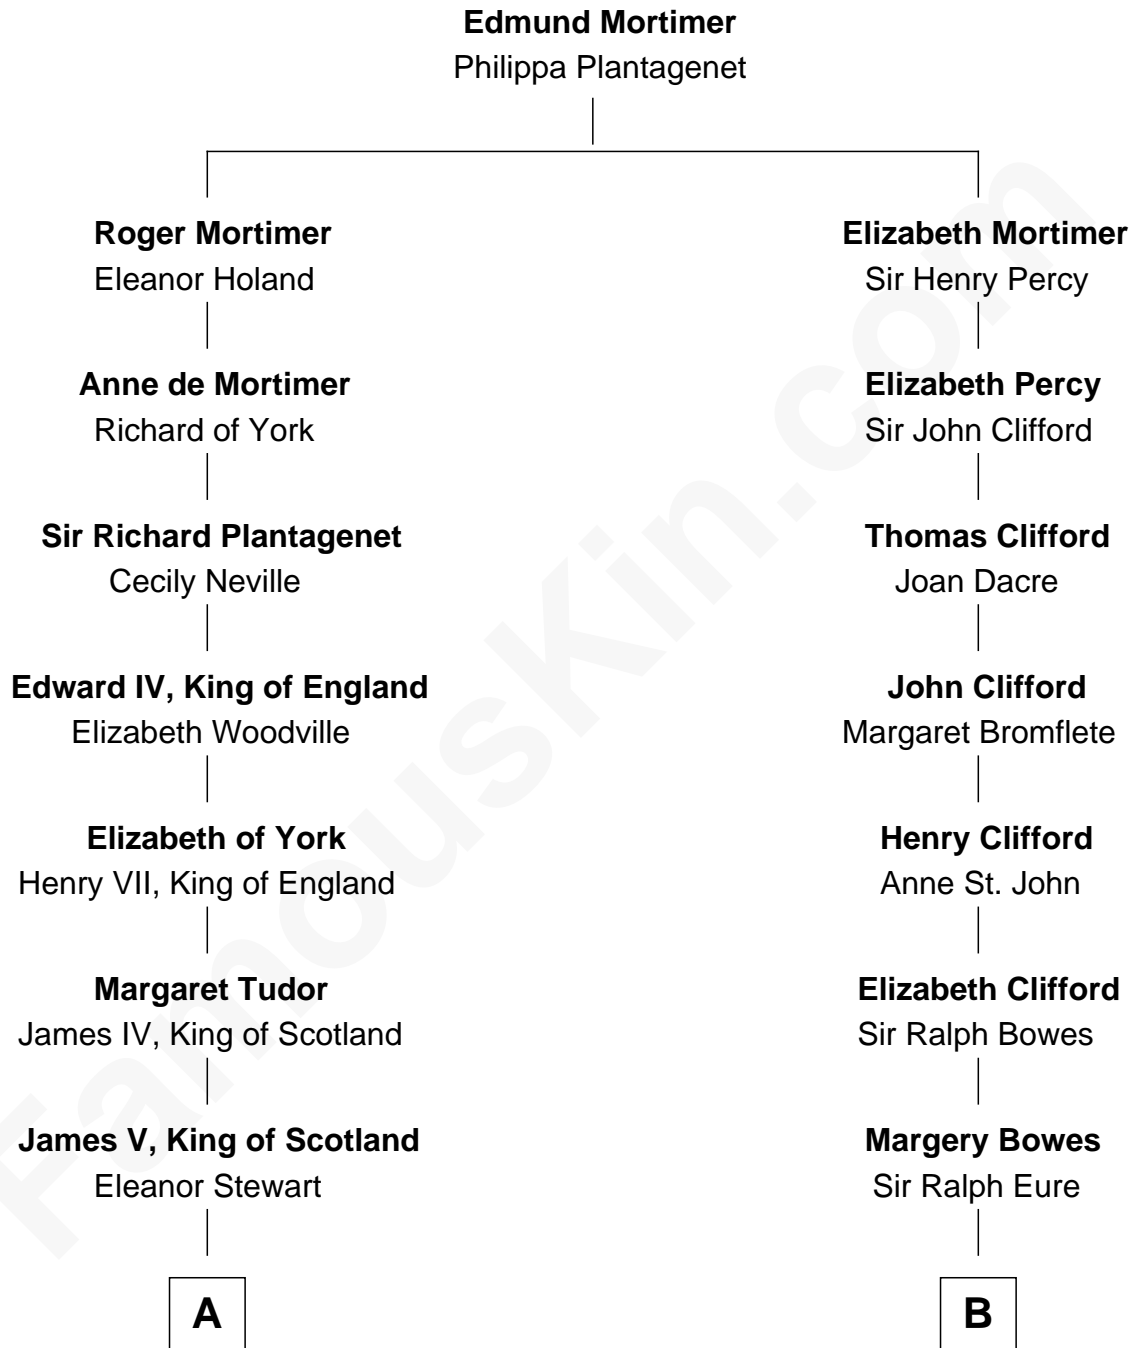 Edmund Mortimer
Philippa Plantagenet
Roger Mortimer
Eleanor Holand
Anne de Mortimer
Richard of York
Sir Richard Plantagenet
Cecily Neville
Edward IV, King of England
Elizabeth Woodville
Elizabeth of York
Henry VII, King of England
Margaret Tudor
James IV, King of Scotland
James V, King of Scotland
Eleanor Stewart
A
Elizabeth Mortimer
Sir Henry Percy
Elizabeth Percy
Sir John Clifford
Thomas Clifford
Joan Dacre
John Clifford
Margaret Bromflete
Henry Clifford
Anne St. John
Elizabeth Clifford
Sir Ralph Bowes
Margery Bowes
Sir Ralph Eure
B
FamousKin.com